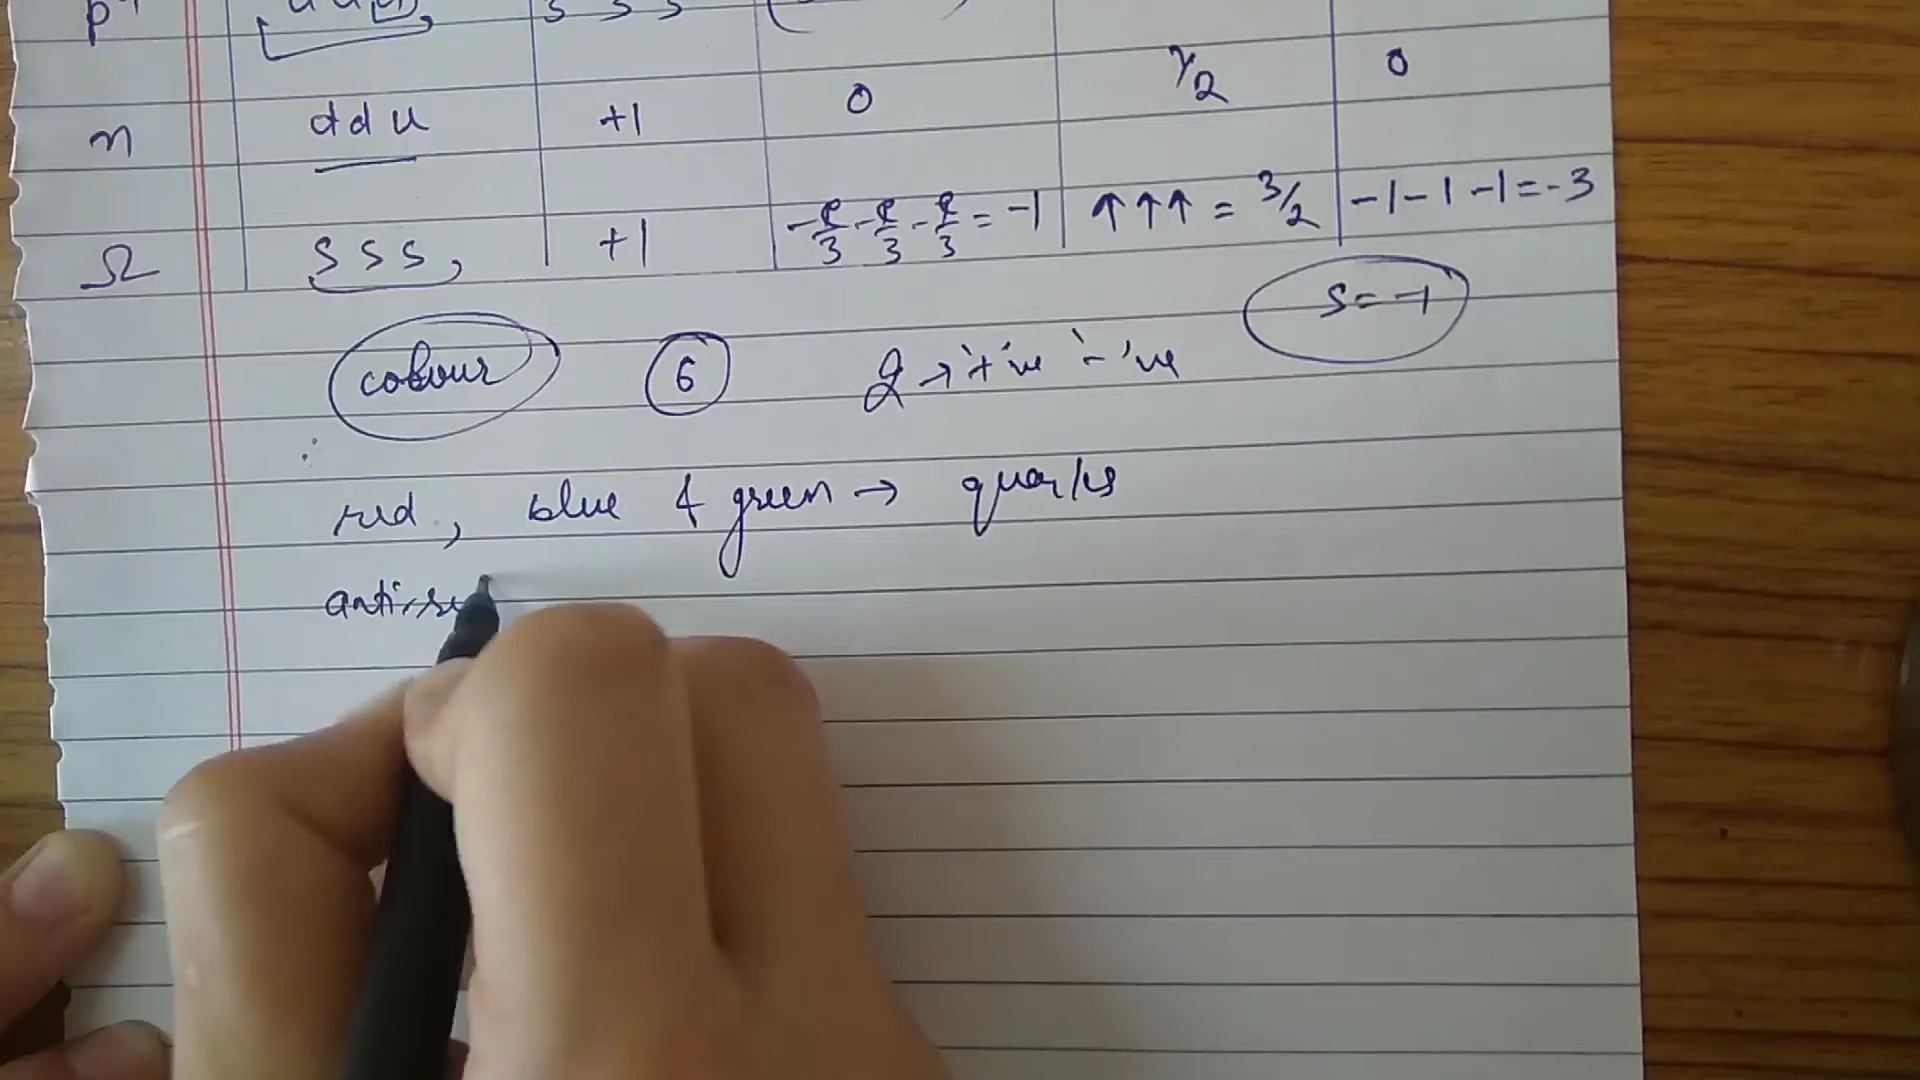 n ddu +1 0 1/2 0
Ω sss, +1 -e/3 -e/3 -e/3 = -1 ↑↑↑ = 3/2 -1-1-1=-3
S=-1
colour 6 2 → '+'ve '-'ve
red, blue & green → quarks